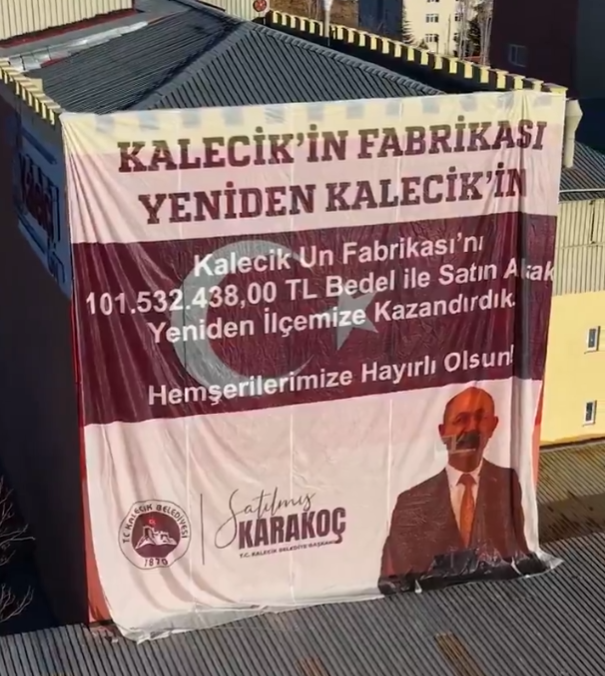 KALECİK'İN FABRİKASI
YENİDEN KALECİK'İN
Kalecik Un Fabrikası'nı
101.532.438,00 TL Bedel ile Satın Alarak
Yeniden İlçemize Kazandırdık.
Hemşerilerimize Hayırlı Olsun!
T.C. KALECİK BELEDİYESİ
1876
Satılmış
KARAKOÇ
T.C. KALECİK BELEDİYE BAŞKANI